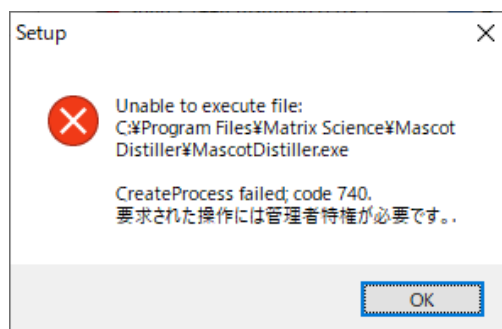 Setup
Unable to execute file:
C:¥Program Files¥Matrix Science¥Mascot
Distiller¥MascotDistiller.exe
CreateProcess failed; code 740.
要求された操作には管理者特権が必要です。.
OK